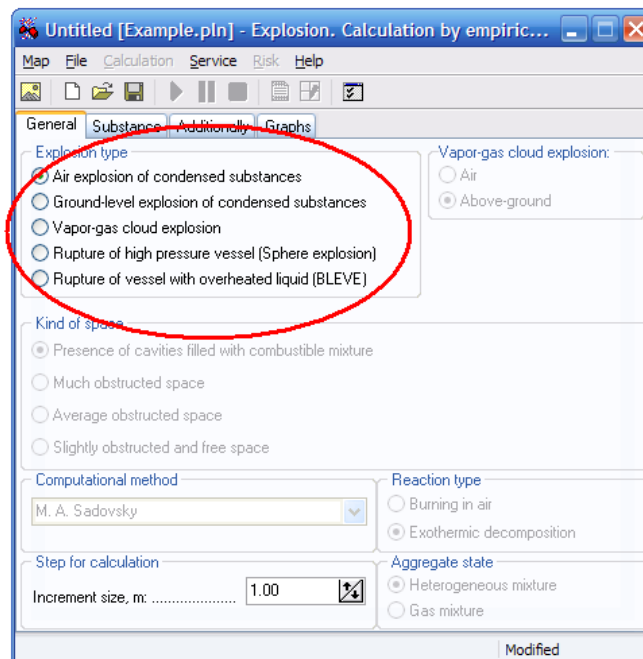 Untitled [Example.pln] - Explosion. Calculation by empiric...
Map File Calculation Service Risk Help
General Substance Additionally Graphs
Explosion type
Air explosion of condensed substances
Ground-level explosion of condensed substances
Vapor-gas cloud explosion
Rupture of high pressure vessel (Sphere explosion)
Rupture of vessel with overheated liquid (BLEVE)
Vapor-gas cloud explosion:
Air
Above-ground
Kind of space
Presence of cavities filled with combustible mixture
Much obstructed space
Average obstructed space
Slightly obstructed and free space
Computational method
M. A. Sadovsky
Reaction type
Burning in air
Exothermic decomposition
Step for calculation
Increment size, m: ..................... 1.00
Aggregate state
Heterogeneous mixture
Gas mixture
Modified